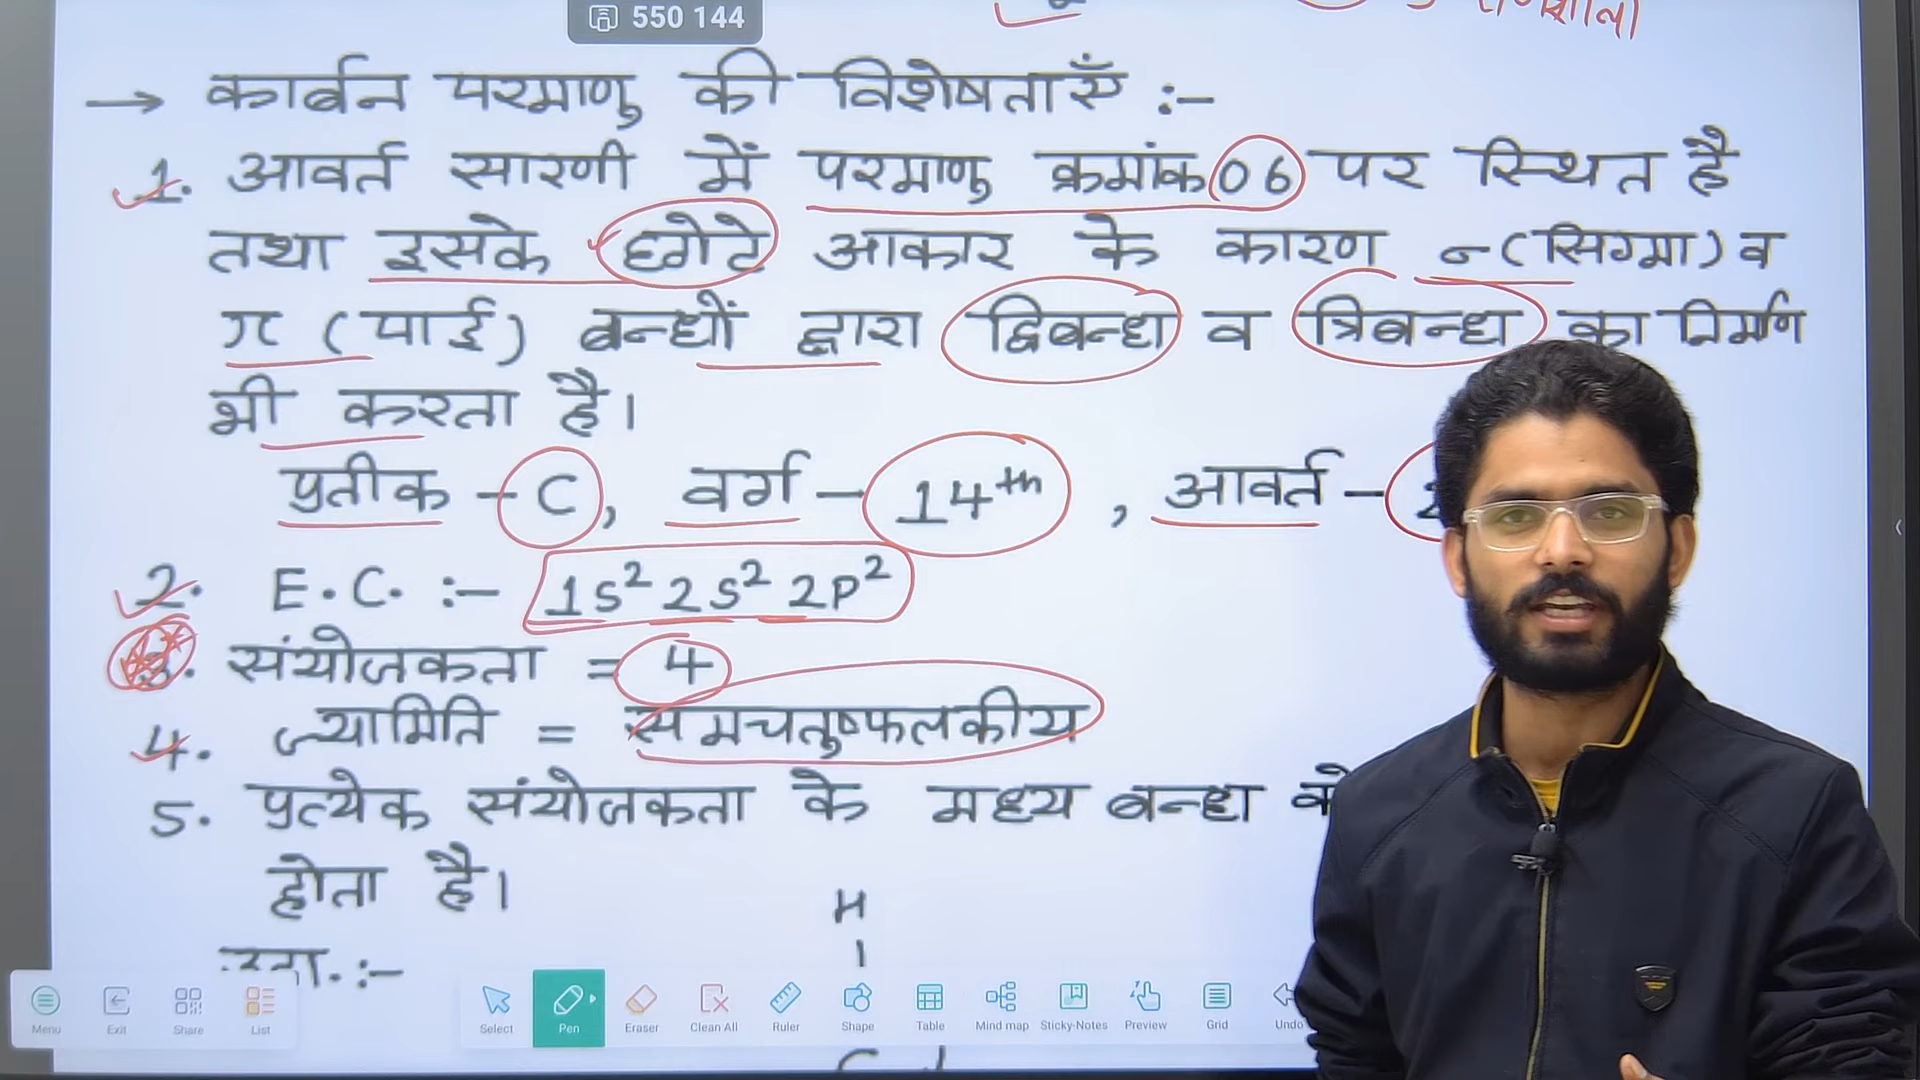 550 144
→ कार्बन परमाणु की विशेषताएँ :-
1. आवर्त सारणी में परमाणु क्रमांक 06 पर स्थित है
तथा इसके छोटे आकार के कारण σ (सिग्मा) व
π (पाई) बन्धों द्वारा द्विबन्ध व त्रिबन्ध का निर्माण
भी करता है।
प्रतीक - C, वर्ग - 14th, आवर्त -
2. E.C. :- 1s² 2s² 2p²
3. संयोजकता = 4
4. ज्यामिति = समचतुष्फलकीय
5. प्रत्येक संयोजकता के मध्य बन्ध
होता है।
H
उदा. :-
Menu Exit Share List Select Pen Eraser Clean All Ruler Shape Table Mind map Sticky-Notes Preview Grid Undo